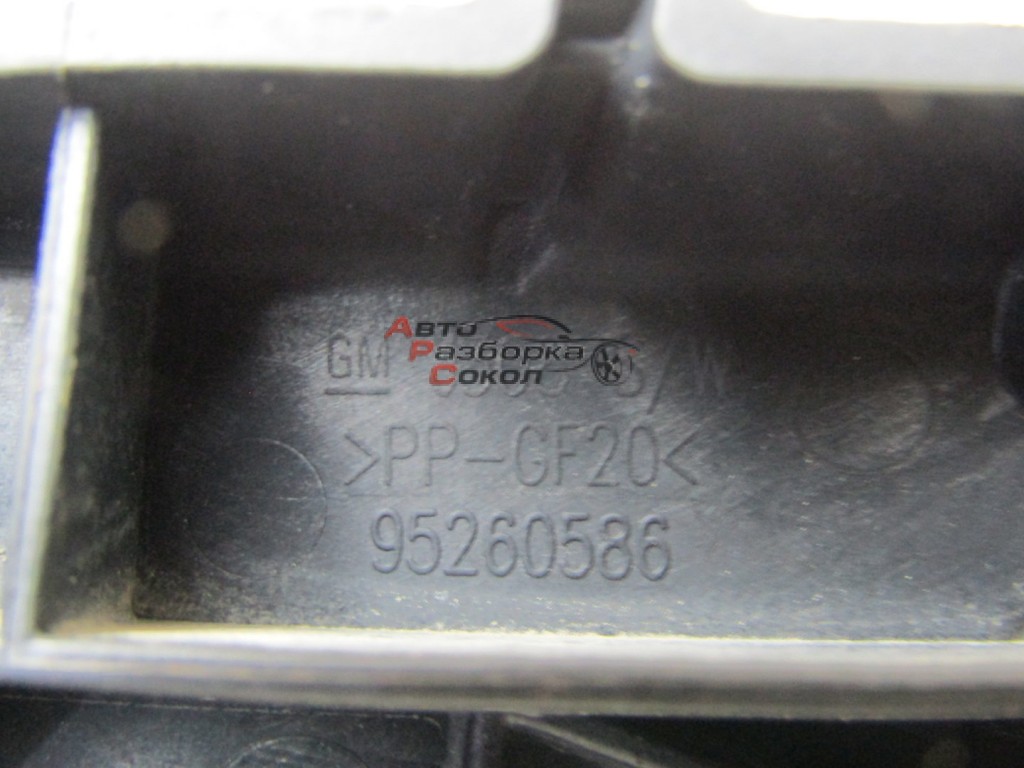 Авто
Разборка
Сокол
GM
>PP-GF20<
95260586